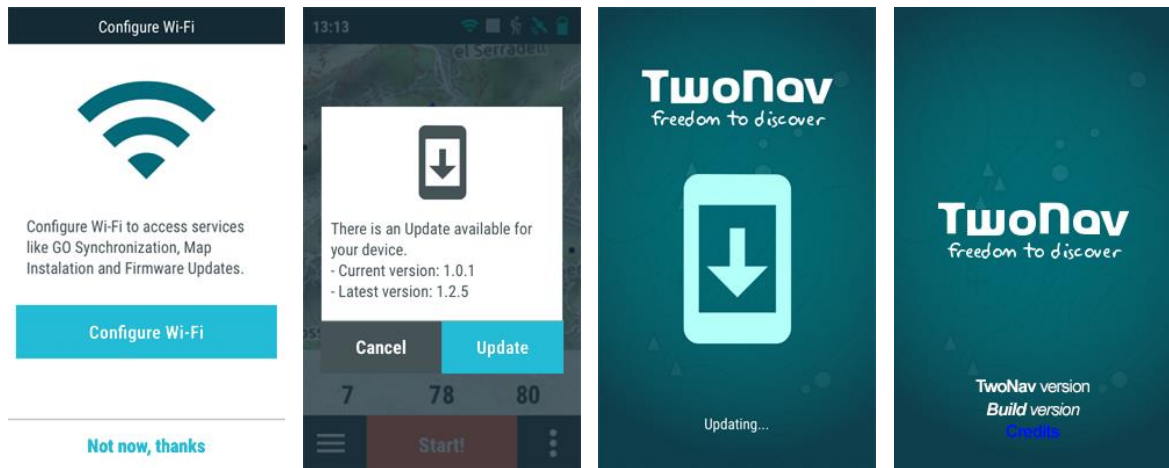 Configure Wi-Fi
Configure Wi-Fi to access services
like GO Synchronization, Map
Instalation and Firmware Updates.
Configure Wi-Fi
Not now, thanks
13:13
el Serradell
There is an Update available for
your device.
- Current version: 1.0.1
- Latest version: 1.2.5
Cancel
Update
7 78 80
Start!
TwoNav
freedom to discover
Updating...
TwoNav
freedom to discover
TwoNav version
Build version
Credits